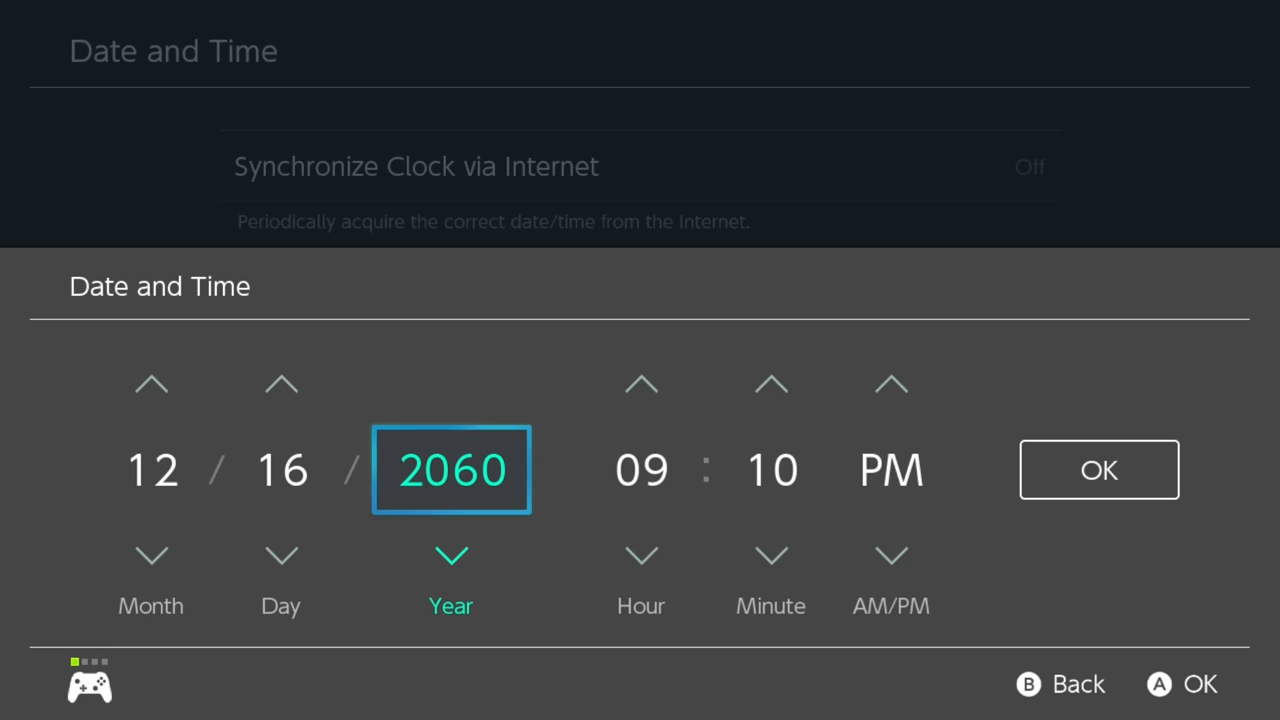 Date and Time
Synchronize Clock via Internet Off
Periodically acquire the correct date/time from the Internet.
Date and Time
12 / 16 / 2060 09 : 10 PM OK
Month Day Year Hour Minute AM/PM
B Back A OK